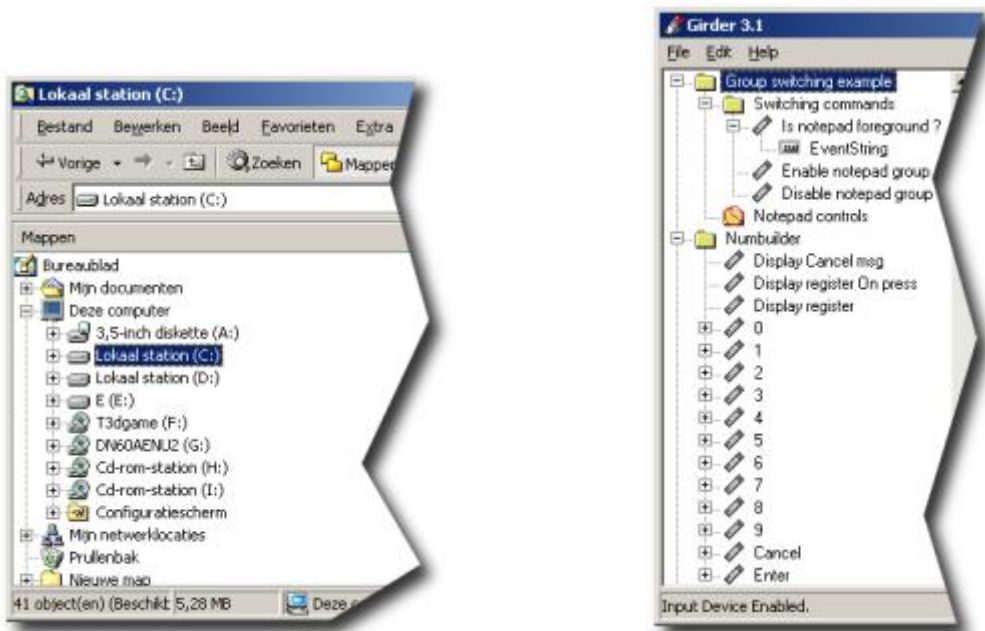 Lokaal station (C:)
Bestand Bewerken Beeld Favorieten Extra
Vorige Zoeken Mappen
Adres Lokaal station (C:)
Mappen
Bureaublad
Mijn documenten
Deze computer
3,5-inch diskette (A:)
Lokaal station (C:)
Lokaal station (D:)
E (E:)
T3dgame (F:)
DN60AENU2 (G:)
Cd-rom-station (H:)
Cd-rom-station (I:)
Configuratiescherm
Mijn netwerklocaties
Prullenbak
Nieuwe map
41 object(en) (Beschikt 5,28 MB Deze
Girder 3.1
File Edit Help
Group switching example
Switching commands
Is notepad foreground ?
EventString
Enable notepad group
Disable notepad group
Notepad controls
Numbuilder
Display Cancel msg
Display register On press
Display register
0
1
2
3
4
5
6
7
8
9
Cancel
Enter
Input Device Enabled.